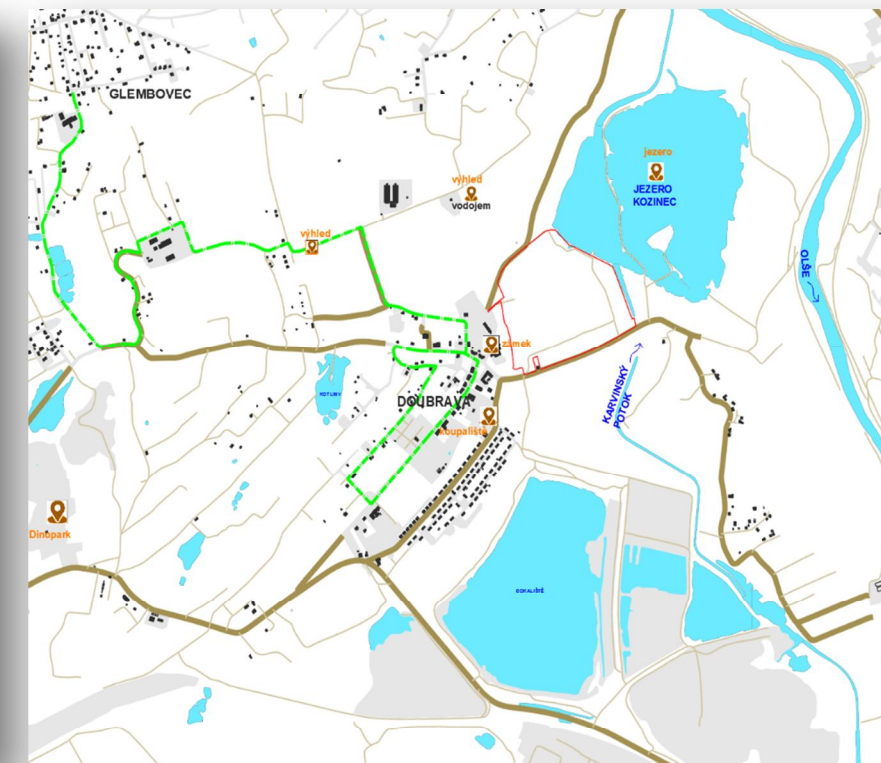 GLEMBOVEC
jezero
JEZERO
KOZINEC
výhled
vodojem
výhled
OLŠE
zámek
KARVINSKÝ
POTOK
DOUBRAVA
koupaliště
Dinopark